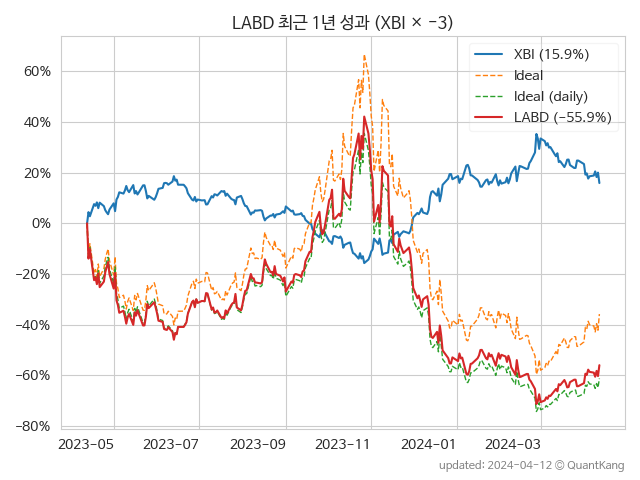 LABD 최근 1년 성과 (XBI × −3)
XBI (15.9%)
Ideal
Ideal (daily)
LABD (−55.9%)
60%
40%
20%
0%
−20%
−40%
−60%
−80%
2023-05 2023-07 2023-09 2023-11 2024-01 2024-03
updated: 2024-04-12 © QuantKang